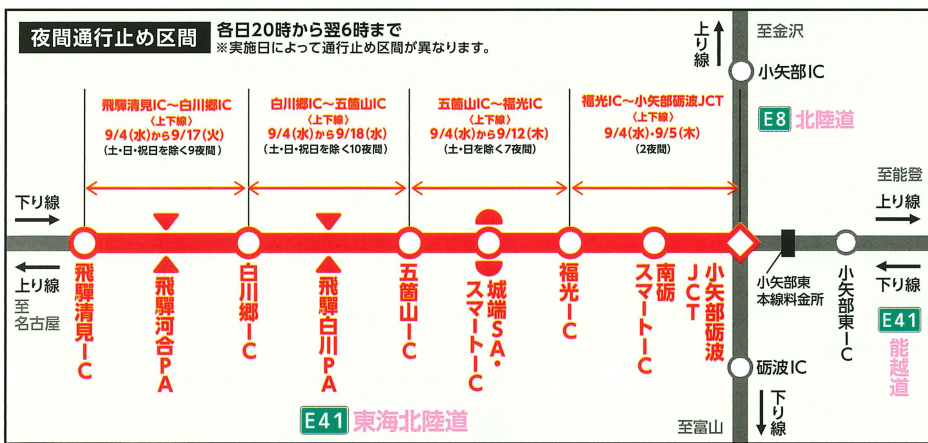 夜間通行止め区間
各日20時から翌6時まで
※実施日によって通行止め区間が異なります。
飛騨清見IC～白川郷IC
〈上下線〉
9/4(水)から9/17(火)
(土・日・祝日を除く9夜間)
白川郷IC～五箇山IC
〈上下線〉
9/4(水)から9/18(水)
(土・日・祝日を除く10夜間)
五箇山IC～福光IC
〈上下線〉
9/4(水)から9/12(木)
(土・日を除く7夜間)
福光IC～小矢部砺波JCT
〈上下線〉
9/4(水)・9/5(木)
(2夜間)
上り線
至金沢
小矢部IC
E8 北陸道
至能登
上り線
下り線
上り線
至名古屋
飛騨清見IC
飛騨河合PA
白川郷IC
飛騨白川PA
五箇山IC
城端SA・
スマートIC
福光IC
南砺
スマートIC
小矢部砺波
JCT
小矢部東
本線料金所
小矢部東IC
下り線
E41
能越道
砺波IC
至富山
下り線
E41 東海北陸道